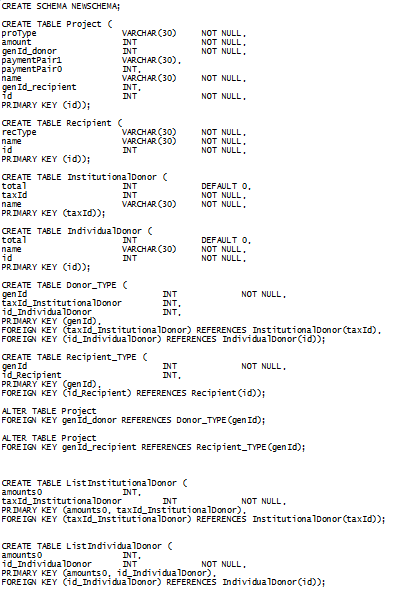 CREATE SCHEMA NEWSCHEMA;
CREATE TABLE Project (
proType VARCHAR(30) NOT NULL,
amount INT NOT NULL,
genId_donor INT NOT NULL,
paymentPair1 VARCHAR(30),
paymentPair0 INT,
name VARCHAR(30) NOT NULL,
genId_recipient INT,
id INT NOT NULL,
PRIMARY KEY (id));
CREATE TABLE Recipient (
recType VARCHAR(30) NOT NULL,
name VARCHAR(30) NOT NULL,
id INT NOT NULL,
PRIMARY KEY (id));
CREATE TABLE InstitutionalDonor (
total INT DEFAULT 0,
taxId INT NOT NULL,
name VARCHAR(30) NOT NULL,
PRIMARY KEY (taxId));
CREATE TABLE IndividualDonor (
total INT DEFAULT 0,
name VARCHAR(30) NOT NULL,
id INT NOT NULL,
PRIMARY KEY (id));
CREATE TABLE Donor_TYPE (
genId INT NOT NULL,
taxId_InstitutionalDonor INT,
id_IndividualDonor INT,
PRIMARY KEY (genId),
FOREIGN KEY (taxId_InstitutionalDonor) REFERENCES InstitutionalDonor(taxId),
FOREIGN KEY (id_IndividualDonor) REFERENCES IndividualDonor(id));
CREATE TABLE Recipient_TYPE (
genId INT NOT NULL,
id_Recipient INT,
PRIMARY KEY (genId),
FOREIGN KEY (id_Recipient) REFERENCES Recipient(id));
ALTER TABLE Project
FOREIGN KEY genId_donor REFERENCES Donor_TYPE(genId);
ALTER TABLE Project
FOREIGN KEY genId_recipient REFERENCES Recipient_TYPE(genId);
CREATE TABLE ListInstitutionalDonor (
amounts0 INT,
taxId_InstitutionalDonor INT NOT NULL,
PRIMARY KEY (amounts0, taxId_InstitutionalDonor),
FOREIGN KEY (taxId_InstitutionalDonor) REFERENCES InstitutionalDonor(taxId));
CREATE TABLE ListIndividualDonor (
amounts0 INT,
id_IndividualDonor INT NOT NULL,
PRIMARY KEY (amounts0, id_IndividualDonor),
FOREIGN KEY (id_IndividualDonor) REFERENCES IndividualDonor(id));